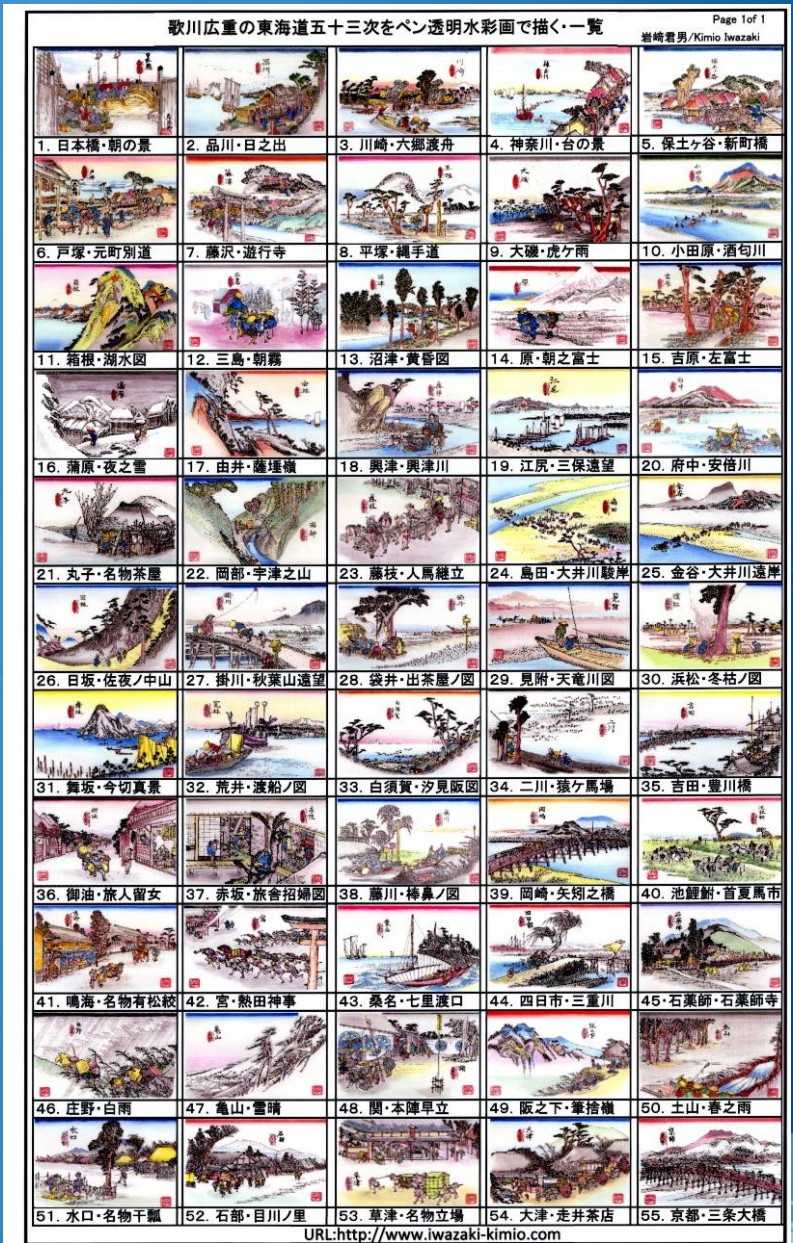 歌川広重の東海道五十三次をペン透明水彩画で描く・一覧
Page 1of 1
岩崎君男/Kimio Iwazaki
1. 日本橋・朝の景
2. 品川・日之出
3. 川崎・六郷渡舟
4. 神奈川・台の景
5. 保土ヶ谷・新町橋
6. 戸塚・元町別道
7. 藤沢・遊行寺
8. 平塚・縄手道
9. 大磯・虎ケ雨
10. 小田原・酒匂川
11. 箱根・湖水図
12. 三島・朝霧
13. 沼津・黄昏図
14. 原・朝之富士
15. 吉原・左富士
16. 蒲原・夜之雪
17. 由井・薩埵嶺
18. 興津・興津川
19. 江尻・三保遠望
20. 府中・安倍川
21. 丸子・名物茶屋
22. 岡部・宇津之山
23. 藤枝・人馬継立
24. 島田・大井川駿岸
25. 金谷・大井川遠岸
26. 日坂・佐夜ノ中山
27. 掛川・秋葉山遠望
28. 袋井・出茶屋ノ図
29. 見附・天竜川図
30. 浜松・冬枯ノ図
31. 舞坂・今切真景
32. 荒井・渡船ノ図
33. 白須賀・汐見阪図
34. 二川・猿ケ馬場
35. 吉田・豊川橋
36. 御油・旅人留女
37. 赤坂・旅舎招婦図
38. 藤川・棒鼻ノ図
39. 岡崎・矢矧之橋
40. 池鯉鮒・首夏馬市
41. 鳴海・名物有松絞
42. 宮・熱田神事
43. 桑名・七里渡口
44. 四日市・三重川
45・石薬師・石薬師寺
46. 庄野・白雨
47. 亀山・雪晴
48. 関・本陣早立
49. 阪之下・筆捨嶺
50. 土山・春之雨
51. 水口・名物干瓢
52. 石部・目川ノ里
53. 草津・名物立場
54. 大津・走井茶店
55. 京都・三条大橋
URL:http://www.iwazaki-kimio.com